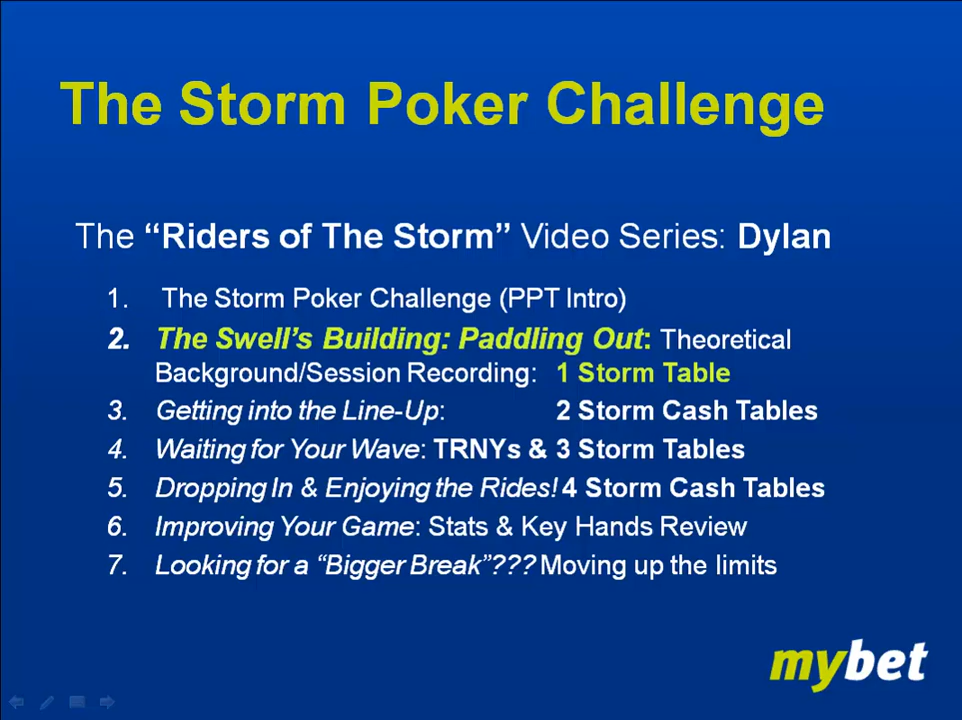 The Storm Poker Challenge
The “Riders of The Storm” Video Series: Dylan
1. The Storm Poker Challenge (PPT Intro)
2. The Swell’s Building: Paddling Out: Theoretical
Background/Session Recording: 1 Storm Table
3. Getting into the Line-Up: 2 Storm Cash Tables
4. Waiting for Your Wave: TRNYs & 3 Storm Tables
5. Dropping In & Enjoying the Rides! 4 Storm Cash Tables
6. Improving Your Game: Stats & Key Hands Review
7. Looking for a “Bigger Break”??? Moving up the limits
mybet